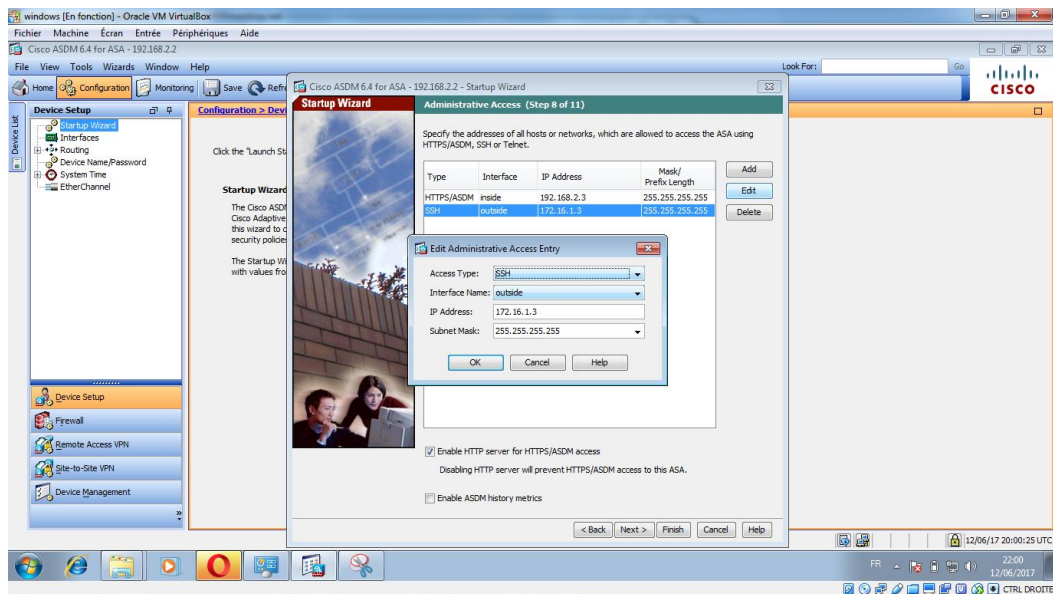 windows [En fonction] - Oracle VM VirtualBox
Fichier Machine Écran Entrée Périphériques Aide
Cisco ASDM 6.4 for ASA - 192.168.2.2
File View Tools Wizards Window Help
Look For:
Go
Home Configuration Monitoring Save Refre
CISCO
Device List
Device Setup
Startup Wizard
Interfaces
Routing
Device Name/Password
System Time
EtherChannel
Configuration > Devi
Click the "Launch Sta
Startup Wizard
The Cisco ASDM
Cisco Adaptive
this wizard to c
security policie
The Startup Wi
with values fro
Cisco ASDM 6.4 for ASA - 192.168.2.2 - Startup Wizard
Startup Wizard
Administrative Access (Step 8 of 11)
Specify the addresses of all hosts or networks, which are allowed to access the ASA using
HTTPS/ASDM, SSH or Telnet.
Type Interface IP Address Mask/
Prefix Length
HTTPS/ASDM inside 192.168.2.3 255.255.255.255
SSH outside 172.16.1.3 255.255.255.255
Add
Edit
Delete
Edit Administrative Access Entry
Access Type: SSH
Interface Name: outside
IP Address: 172.16.1.3
Subnet Mask: 255.255.255.255
OK Cancel Help
Enable HTTP server for HTTPS/ASDM access
Disabling HTTP server will prevent HTTPS/ASDM access to this ASA.
Enable ASDM history metrics
< Back Next > Finish Cancel Help
Device Setup
Firewall
Remote Access VPN
Site-to-Site VPN
Device Management
12/06/17 20:00:25 UTC
FR
22:00
12/06/2017
CTRL DROITE